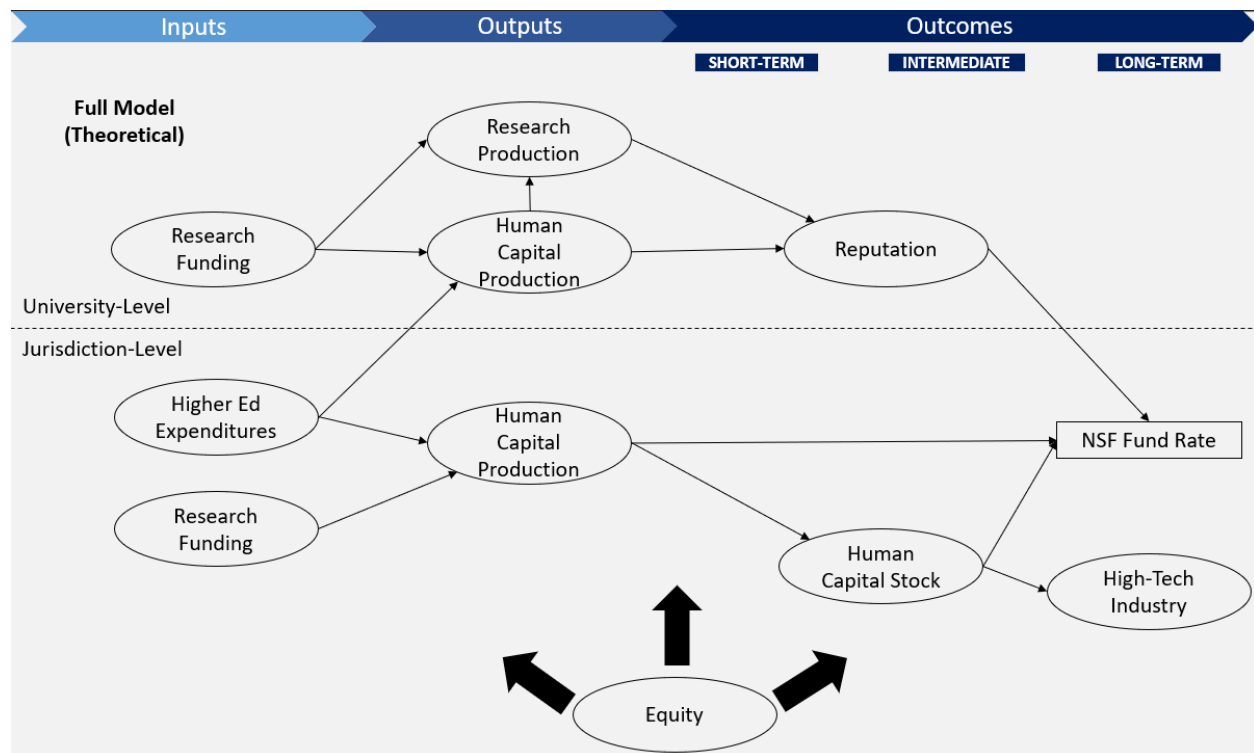 Inputs
Outputs
Outcomes
SHORT-TERM
INTERMEDIATE
LONG-TERM
Full Model
(Theoretical)
Research
Production
Research
Funding
Human
Capital
Production
Reputation
University-Level
Jurisdiction-Level
Higher Ed
Expenditures
Human
Capital
Production
NSF Fund Rate
Research
Funding
Human
Capital Stock
High-Tech
Industry
Equity